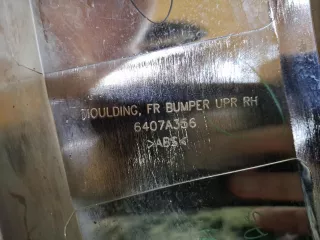 MOULDING, FR BUMPER UPR RH
6407A356
>ABS<